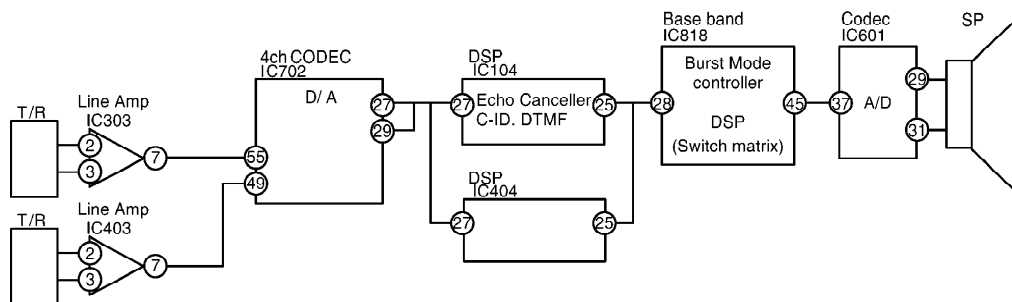 Base band
IC818
Codec
IC601
SP
4ch CODEC
IC702
DSP
IC104
Burst Mode
controller
D/ A
A/D
T/R
Line Amp
IC303
27
29
27
Echo Canceller
C-ID. DTMF
25
28
45
37
29
31
2
3
7
55
49
DSP
(Switch matrix)
DSP
IC404
27
25
T/R
Line Amp
IC403
2
3
7